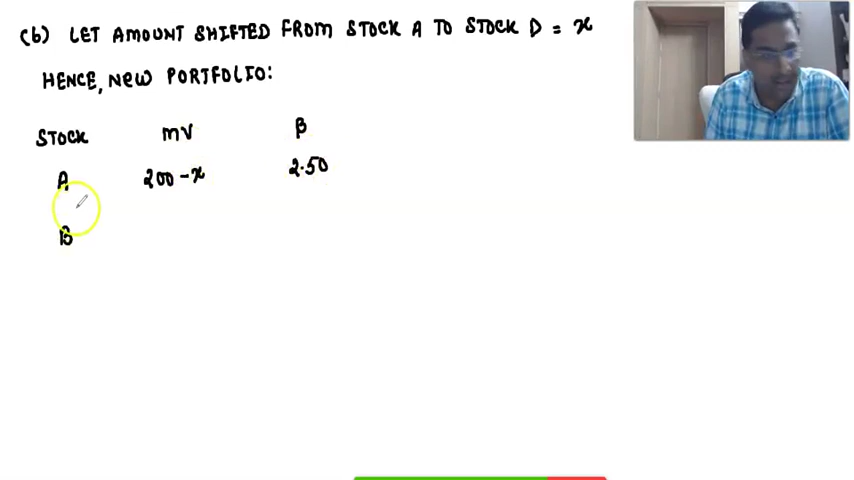 (b) LET AMOUNT SHIFTED FROM STOCK A TO STOCK D = x
HENCE, NEW PORTFOLIO:
STOCK MV β
A 200-x 2.50
B